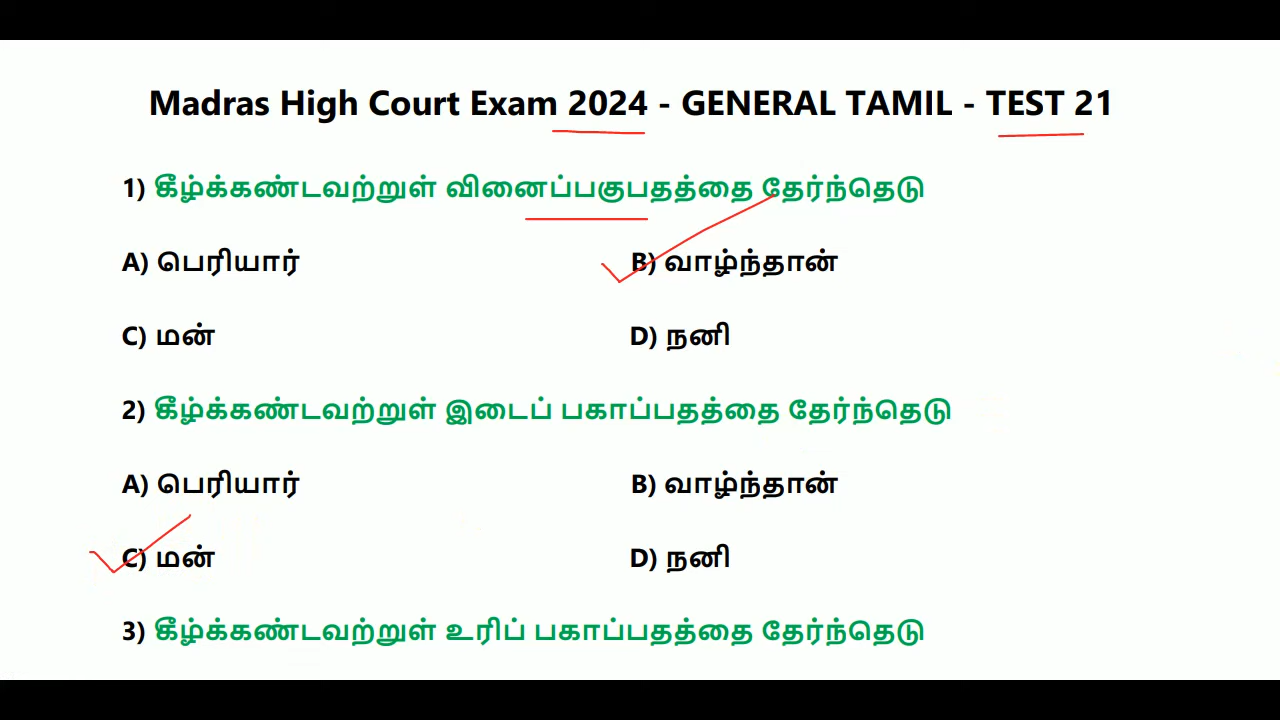 Madras High Court Exam 2024 - GENERAL TAMIL - TEST 21
1) கீழ்க்கண்டவற்றுள் வினைப்பகுபதத்தை தேர்ந்தெடு
A) பெரியார் B) வாழ்ந்தான்
C) மன் D) நனி
2) கீழ்க்கண்டவற்றுள் இடைப் பகாப்பதத்தை தேர்ந்தெடு
A) பெரியார் B) வாழ்ந்தான்
C) மன் D) நனி
3) கீழ்க்கண்டவற்றுள் உரிப் பகாப்பதத்தை தேர்ந்தெடு